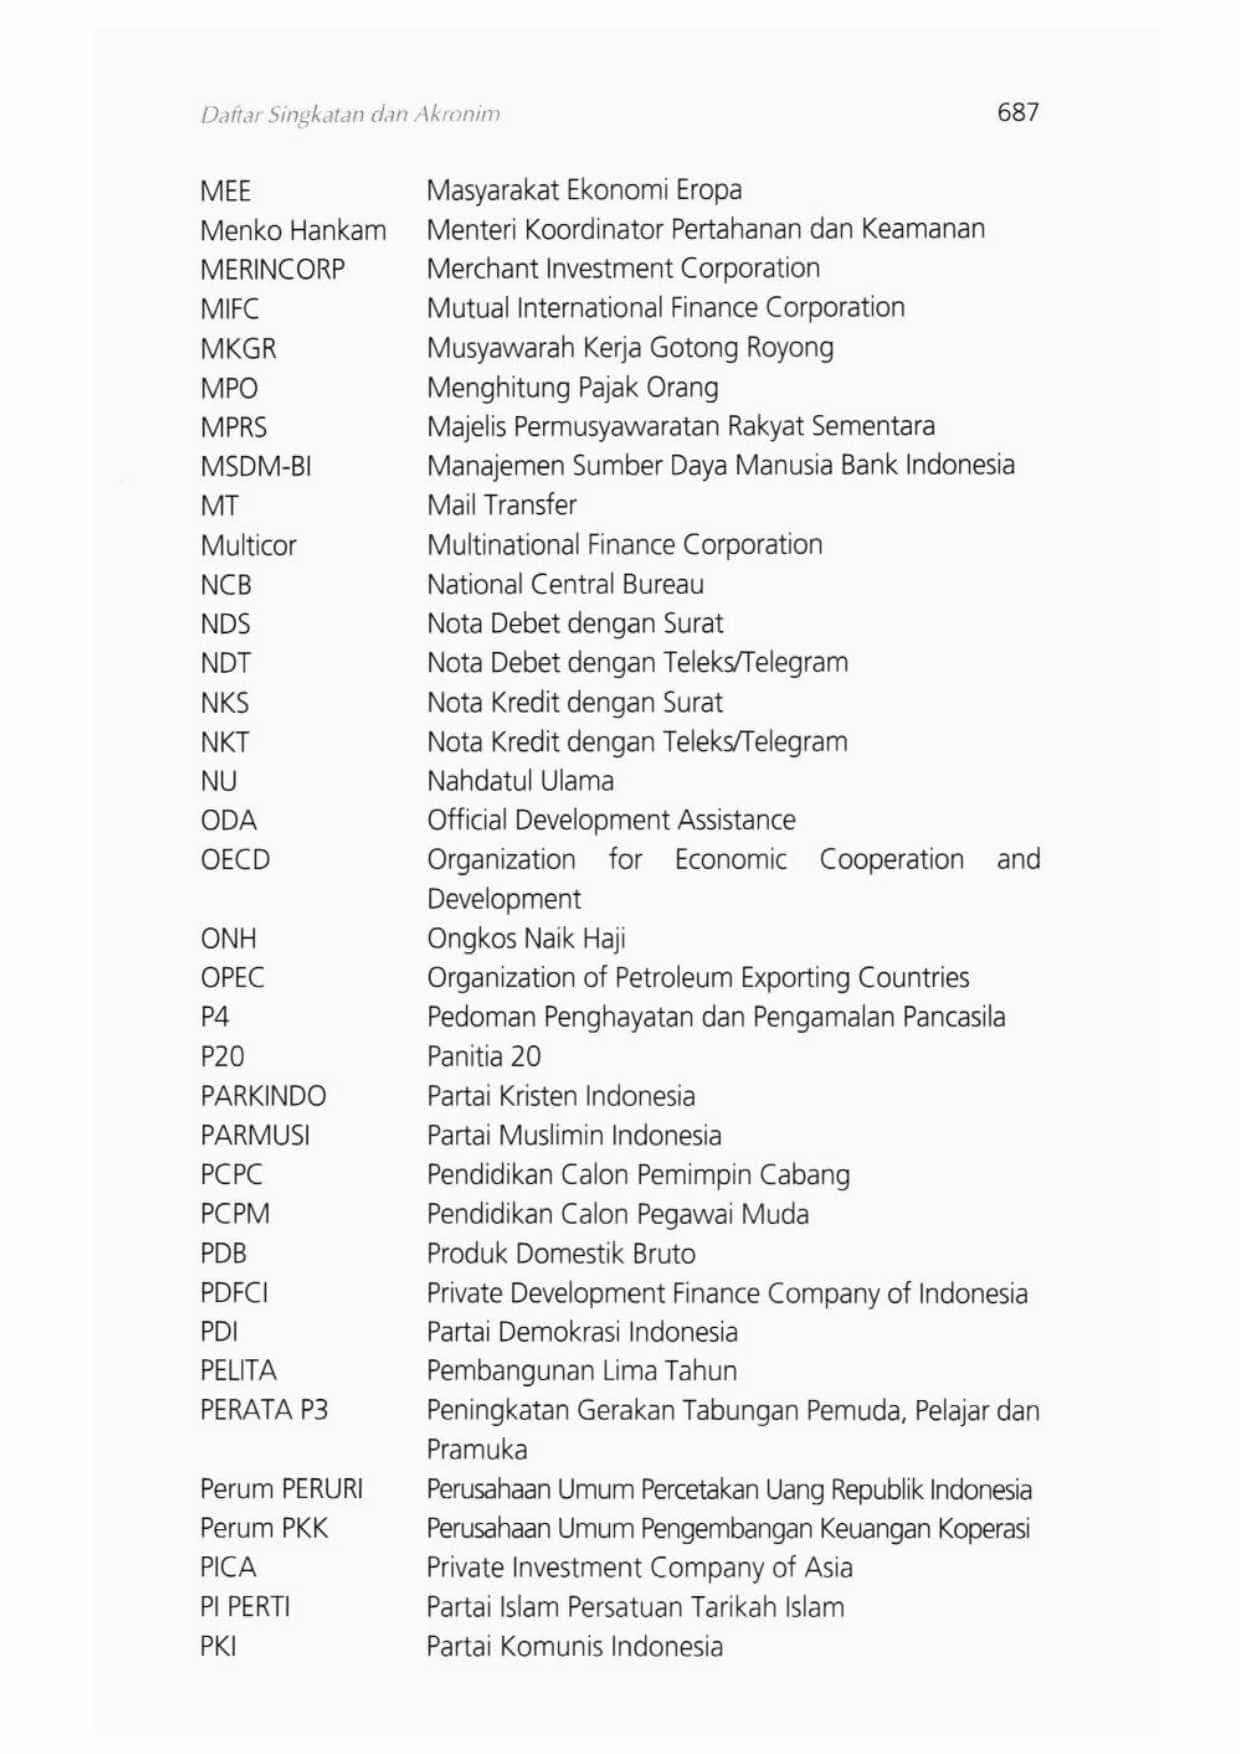 Daftar Singkatan dan Akronim 687
MEE Masyarakat Ekonomi Eropa
Menko Hankam Menteri Koordinator Pertahanan dan Keamanan
MERINCORP Merchant Investment Corporation
MIFC Mutual International Finance Corporation
MKGR Musyawarah Kerja Gotong Royong
MPO Menghitung Pajak Orang
MPRS Majelis Permusyawaratan Rakyat Sementara
MSDM-BI Manajemen Sumber Daya Manusia Bank Indonesia
MT Mail Transfer
Multicor Multinational Finance Corporation
NCB National Central Bureau
NDS Nota Debet dengan Surat
NDT Nota Debet dengan Teleks/Telegram
NKS Nota Kredit dengan Surat
NKT Nota Kredit dengan Teleks/Telegram
NU Nahdatul Ulama
ODA Official Development Assistance
OECD Organization for Economic Cooperation and
Development
ONH Ongkos Naik Haji
OPEC Organization of Petroleum Exporting Countries
P4 Pedoman Penghayatan dan Pengamalan Pancasila
P20 Panitia 20
PARKINDO Partai Kristen Indonesia
PARMUSI Partai Muslimin Indonesia
PCPC Pendidikan Calon Pemimpin Cabang
PCPM Pendidikan Calon Pegawai Muda
PDB Produk Domestik Bruto
PDFCI Private Development Finance Company of Indonesia
PDI Partai Demokrasi Indonesia
PELITA Pembangunan Lima Tahun
PERATA P3 Peningkatan Gerakan Tabungan Pemuda, Pelajar dan
Pramuka
Perum PERURI Perusahaan Umum Percetakan Uang Republik Indonesia
Perum PKK Perusahaan Umum Pengembangan Keuangan Koperasi
PICA Private Investment Company of Asia
PI PERTI Partai Islam Persatuan Tarikah Islam
PKI Partai Komunis Indonesia